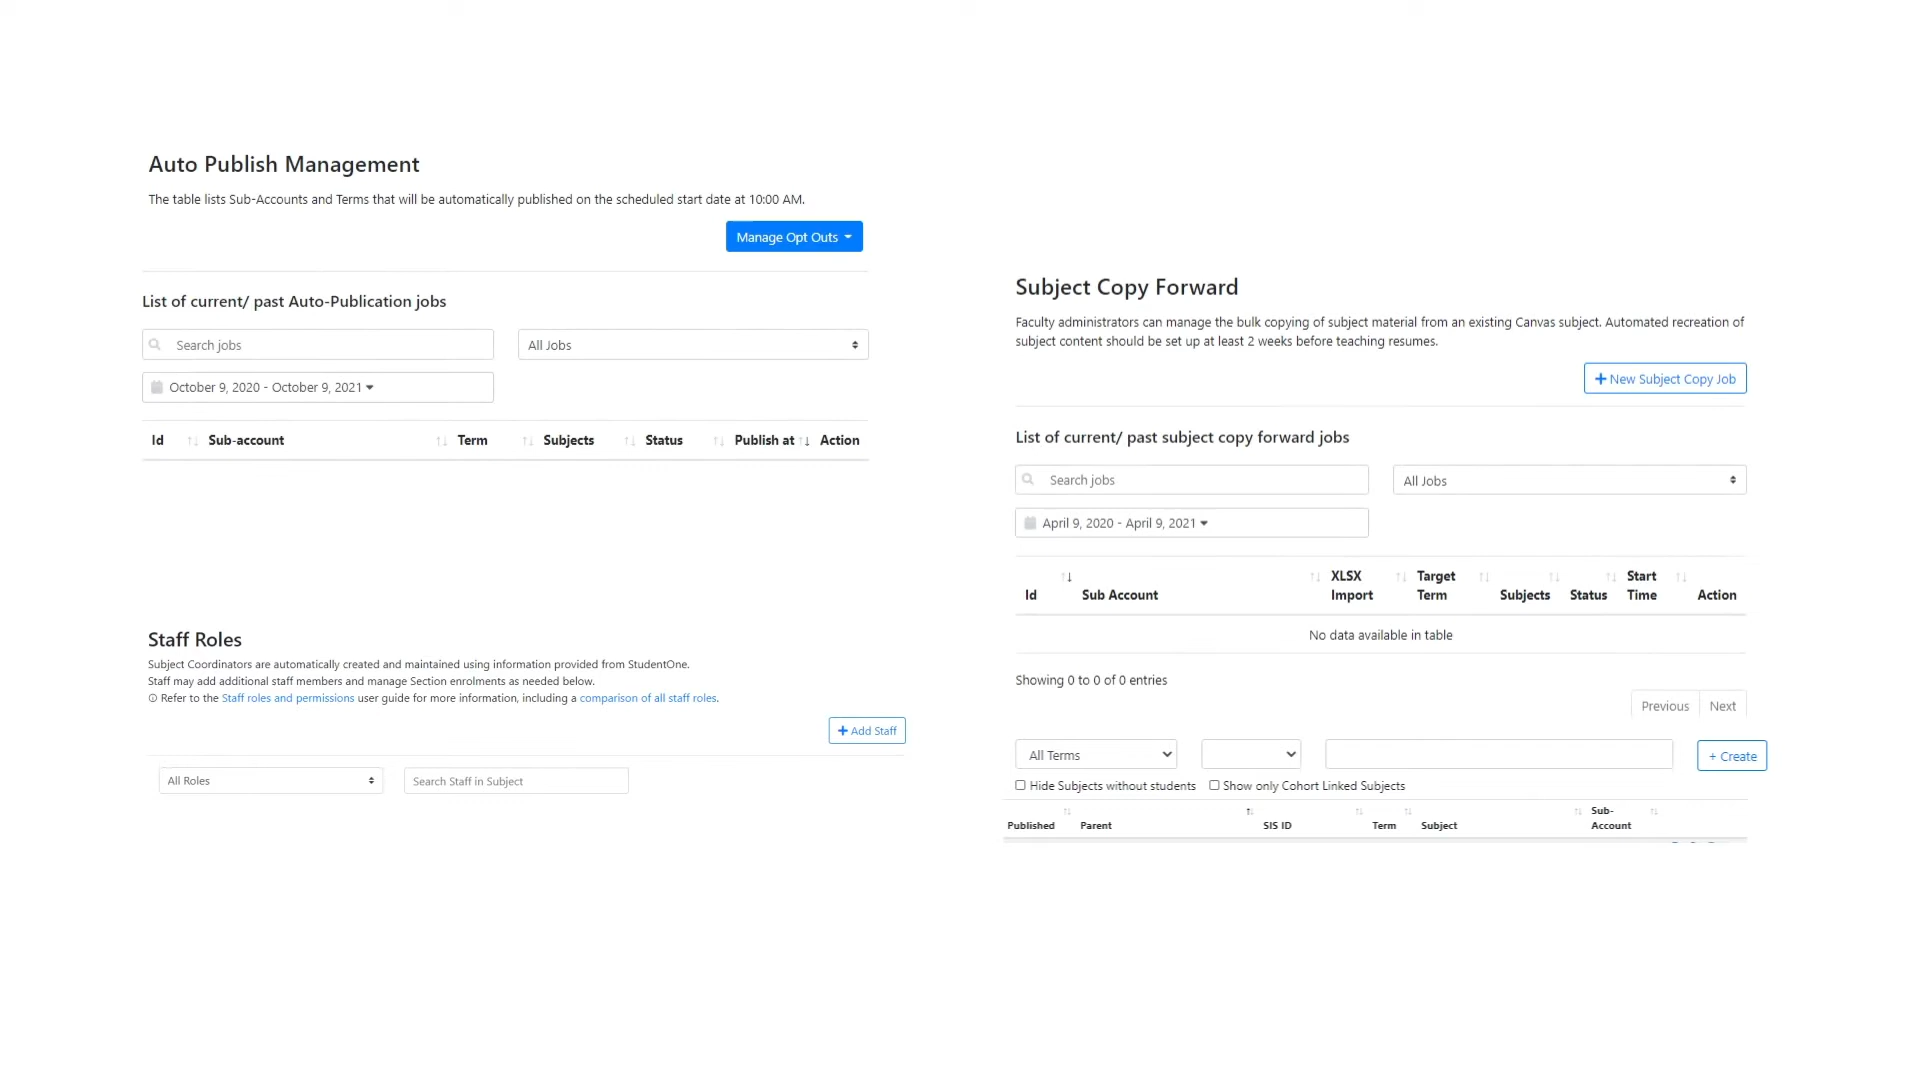 Auto Publish Management
The table lists Sub-Accounts and Terms that will be automatically published on the scheduled start date at 10:00 AM.
Manage Opt Outs
List of current/ past Auto-Publication jobs
Search jobs
All Jobs
October 9, 2020 - October 9, 2021
Id Sub-account Term Subjects Status Publish at Action
Staff Roles
Subject Coordinators are automatically created and maintained using information provided from StudentOne.
Staff may add additional staff members and manage Section enrolments as needed below.
Refer to the Staff roles and permissions user guide for more information, including a comparison of all staff roles.
+ Add Staff
All Roles
Search Staff in Subject
Subject Copy Forward
Faculty administrators can manage the bulk copying of subject material from an existing Canvas subject. Automated recreation of
subject content should be set up at least 2 weeks before teaching resumes.
+ New Subject Copy Job
List of current/ past subject copy forward jobs
Search jobs
All Jobs
April 9, 2020 - April 9, 2021
Id Sub Account XLSX Import Target Term Subjects Status Start Time Action
No data available in table
Showing 0 to 0 of 0 entries
Previous Next
All Terms
+ Create
Hide Subjects without students Show only Cohort Linked Subjects
Published Parent SIS ID Term Subject Sub-Account